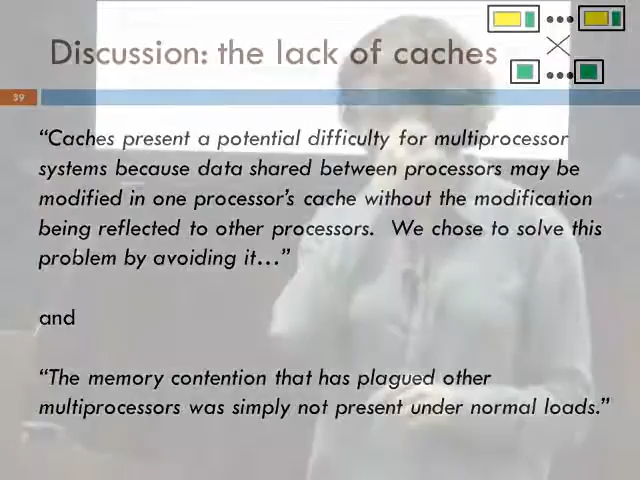 Discussion: the lack of caches
39
“Caches present a potential difficulty for multiprocessor
systems because data shared between processors may be
modified in one processor’s cache without the modification
being reflected to other processors.  We chose to solve this
problem by avoiding it…”
and
“The memory contention that has plagued other
multiprocessors was simply not present under normal loads.”